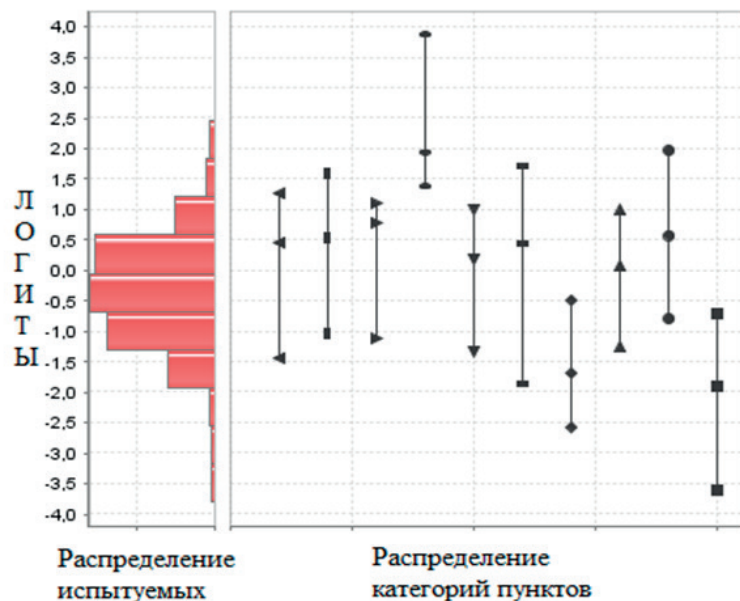 4,0
3,5
3,0
2,5
2,0
1,5
1,0
0,5
0,0
-0,5
-1,0
-1,5
-2,0
-2,5
-3,0
-3,5
-4,0
Л
О
Г
И
Т
Ы
Распределение
испытуемых
Распределение
категорий пунктов